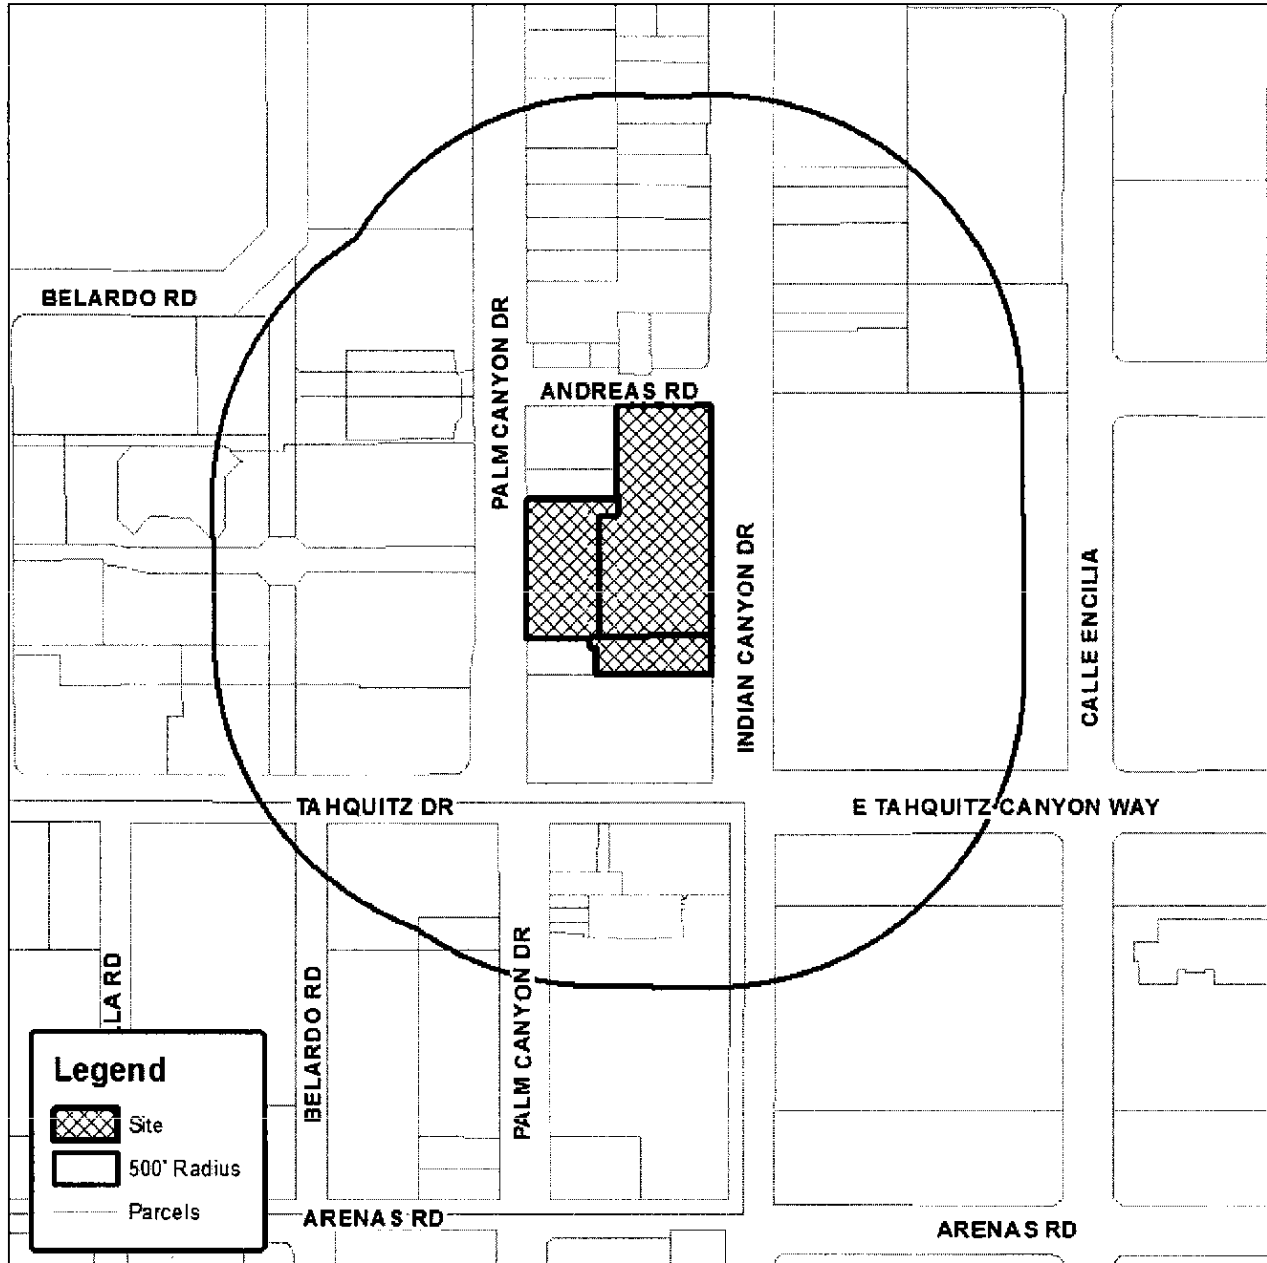 BELARDO RD
PALM CANYON DR
ANDREAS RD
INDIAN CANYON DR
CALLE ENCILIA
TAHQUITZ DR
E TAHQUITZ CANYON WAY
LLA RD
BELARDO RD
PALM CANYON DR
Legend
Site
500' Radius
Parcels
ARENAS RD
ARENAS RD